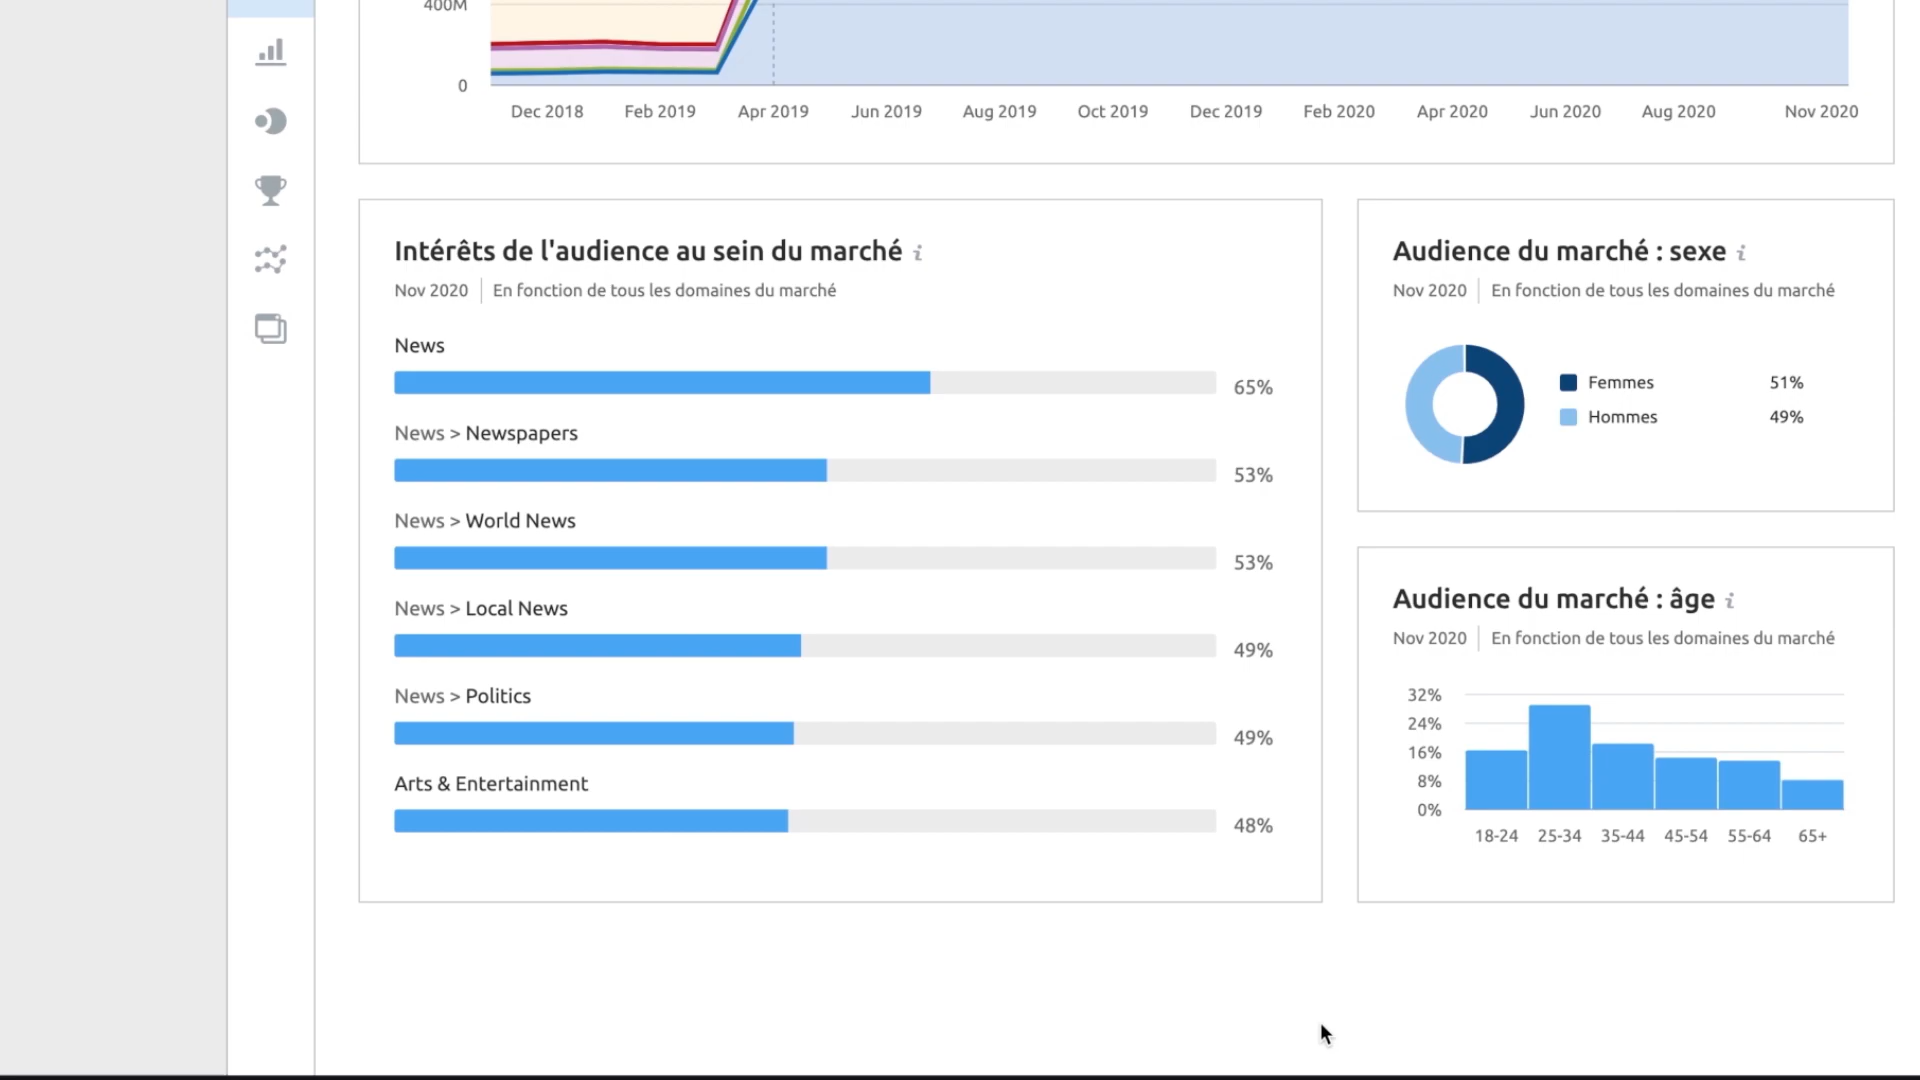 400M
0
Dec 2018 Feb 2019 Apr 2019 Jun 2019 Aug 2019 Oct 2019 Dec 2019 Feb 2020 Apr 2020 Jun 2020 Aug 2020 Nov 2020
Intérêts de l'audience au sein du marché i
Nov 2020 En fonction de tous les domaines du marché
News
65%
News > Newspapers
53%
News > World News
53%
News > Local News
49%
News > Politics
49%
Arts & Entertainment
48%
Audience du marché : sexe i
Nov 2020 En fonction de tous les domaines du marché
Femmes 51%
Hommes 49%
Audience du marché : âge i
Nov 2020 En fonction de tous les domaines du marché
32%
24%
16%
8%
0%
18-24 25-34 35-44 45-54 55-64 65+